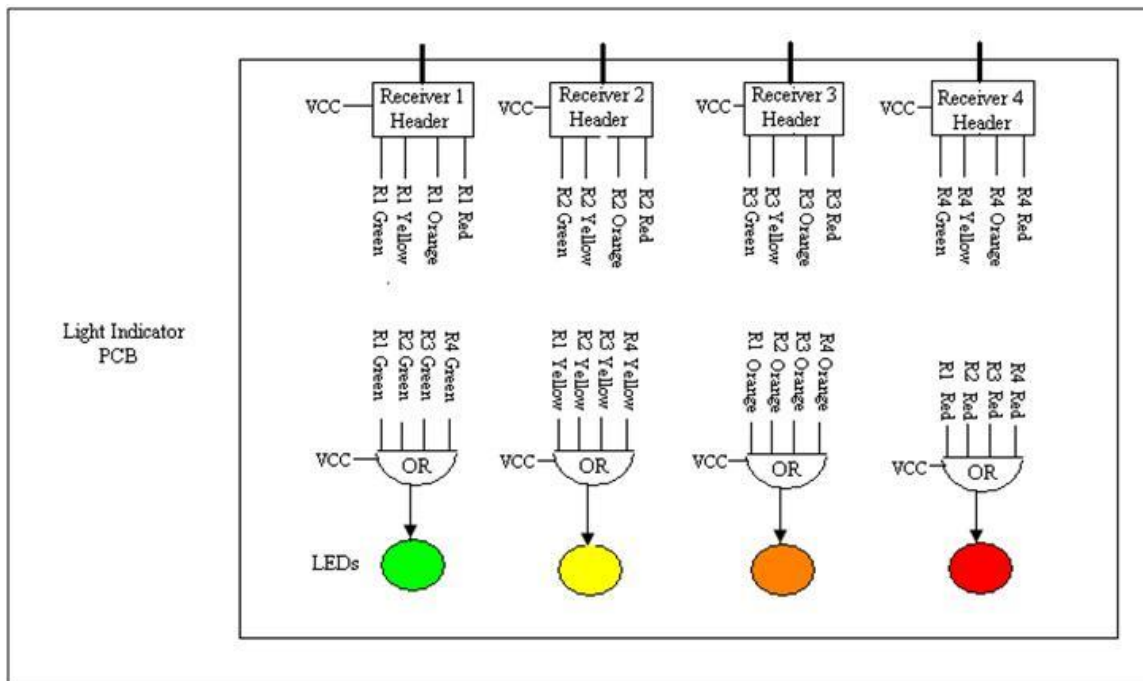 VCC
Receiver 1
Header
VCC
Receiver 2
Header
VCC
Receiver 3
Header
VCC
Receiver 4
Header
R1 Green
R1 Yellow
R1 Orange
R1 Red
R2 Green
R2 Yellow
R2 Orange
R2 Red
R3 Green
R3 Yellow
R3 Orange
R3 Red
R4 Green
R4 Yellow
R4 Orange
R4 Red
Light Indicator
PCB
R1 Green
R2 Green
R3 Green
R4 Green
R1 Yellow
R2 Yellow
R3 Yellow
R4 Yellow
R1 Orange
R2 Orange
R3 Orange
R4 Orange
R1 Red
R2 Red
R3 Red
R4 Red
VCC
OR
VCC
OR
VCC
OR
VCC
OR
LEDs